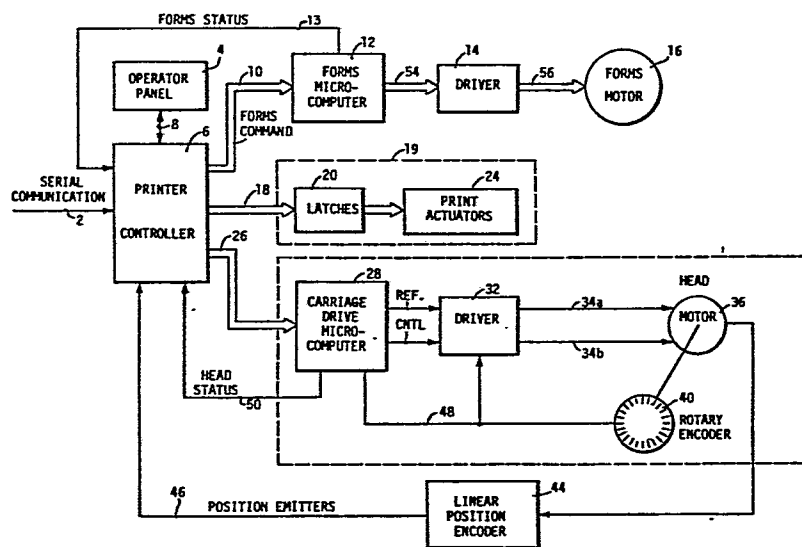 FORMS STATUS
13
4
OPERATOR
PANEL
8
6
10
FORMS
COMMAND
12
FORMS
MICRO-
COMPUTER
54
14
DRIVER
56
16
FORMS
MOTOR
SERIAL
COMMUNICATION
2
PRINTER
CONTROLLER
18
19
20
LATCHES
24
PRINT
ACTUATORS
26
28
CARRIAGE
DRIVE
MICRO-
COMPUTER
REF.
CNTL
32
DRIVER
34a
34b
HEAD
36
MOTOR
HEAD
STATUS
50
48
40
ROTARY
ENCODER
46
POSITION EMITTERS
44
LINEAR
POSITION
ENCODER